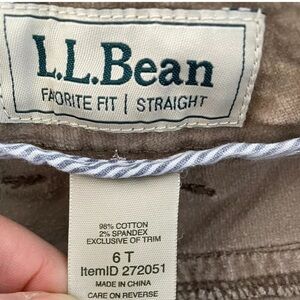 L.L.Bean
FAVORITE FIT | STRAIGHT
98% COTTON
2% SPANDEX
EXCLUSIVE OF TRIM
6 T
ItemID 272051
MADE IN CHINA
CARE ON REVERSE